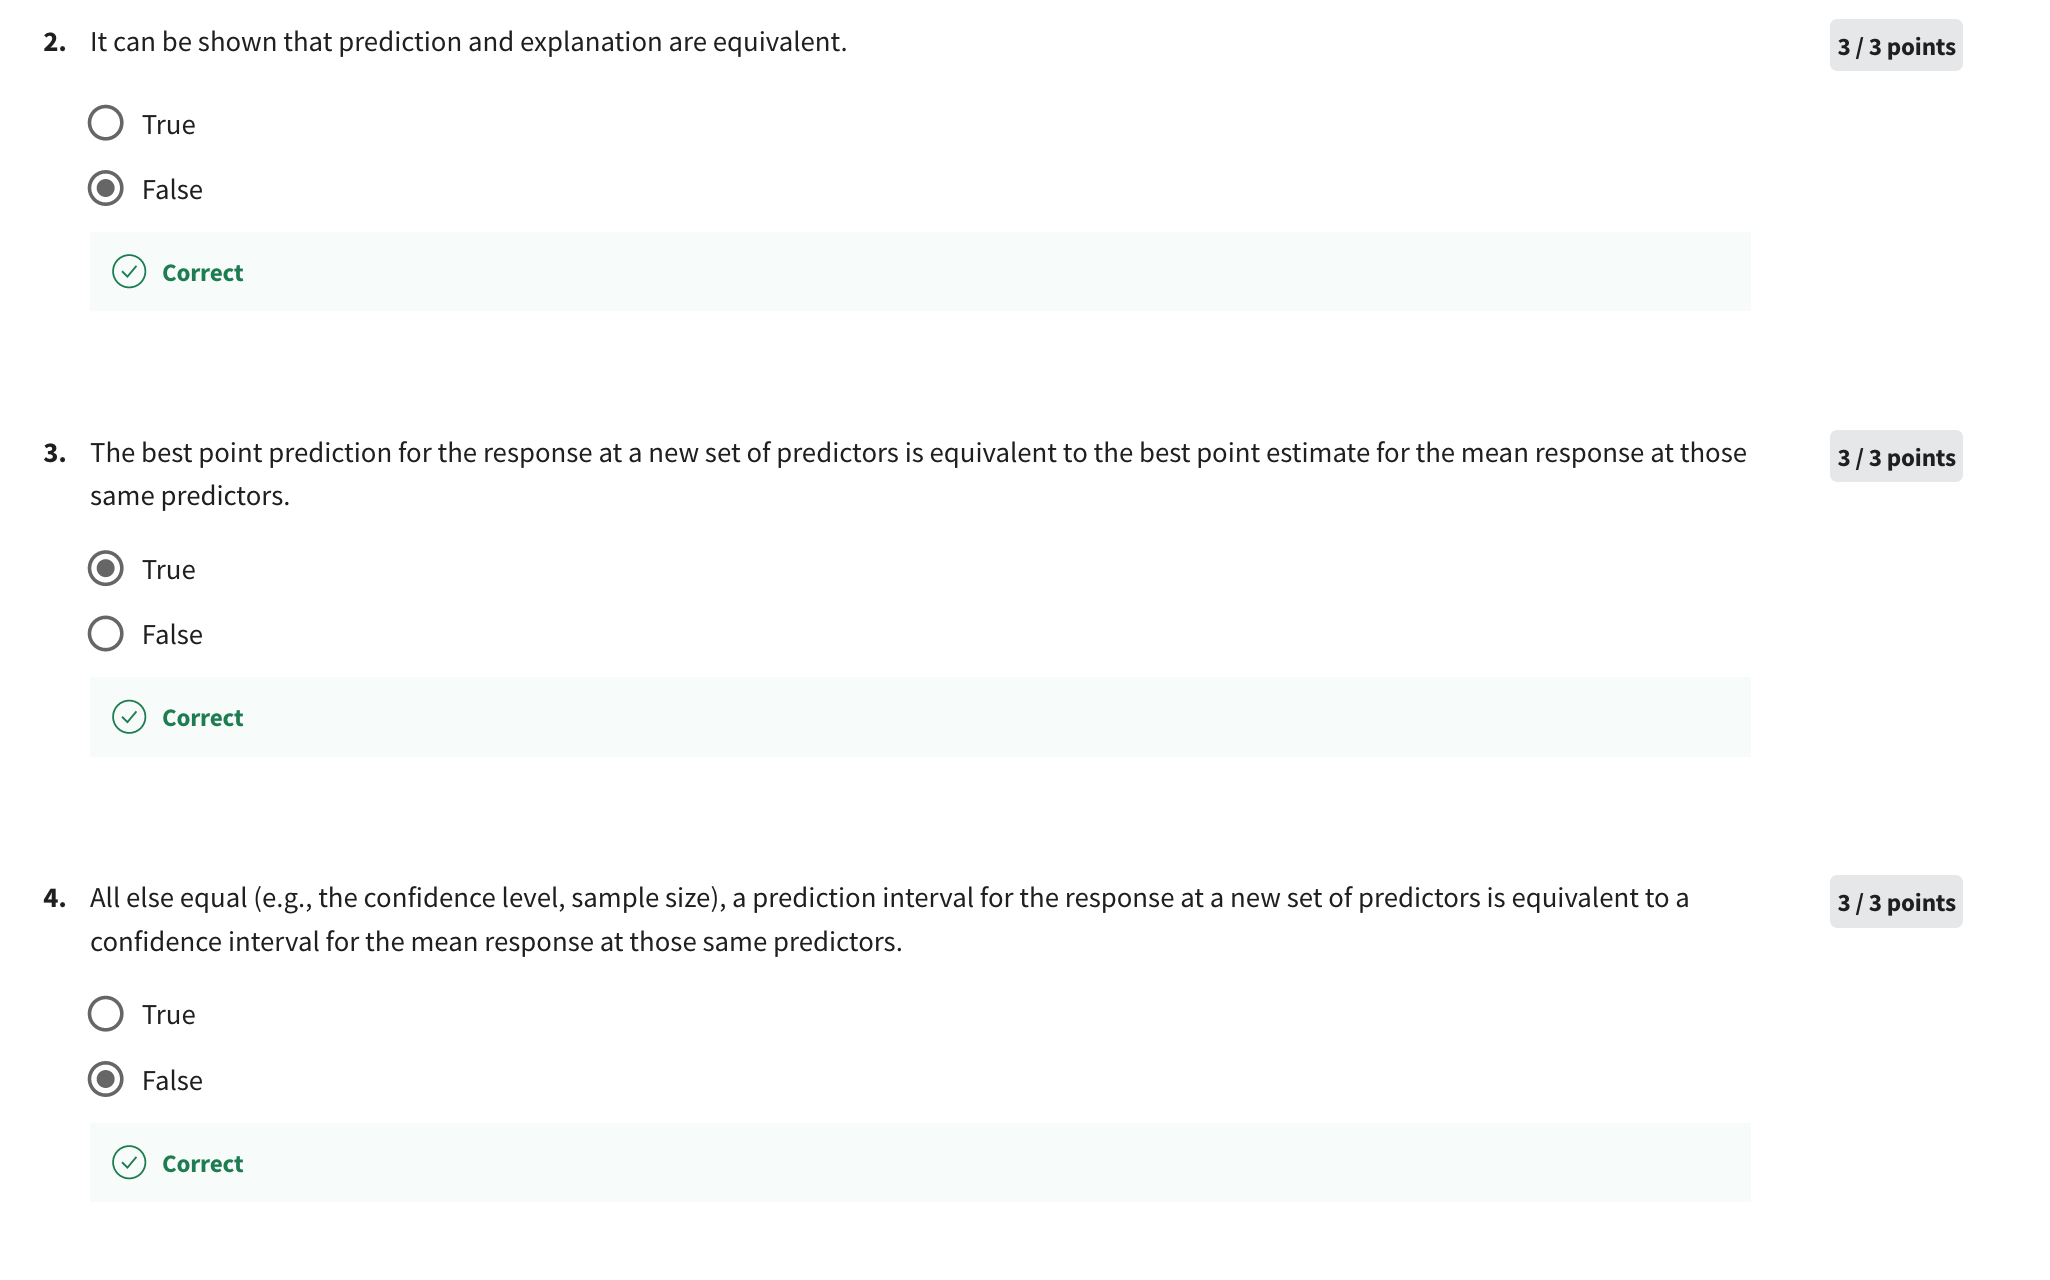 2. It can be shown that prediction and explanation are equivalent.
3 / 3 points
True
False
Correct
3. The best point prediction for the response at a new set of predictors is equivalent to the best point estimate for the mean response at those
same predictors.
3 / 3 points
True
False
Correct
4. All else equal (e.g., the confidence level, sample size), a prediction interval for the response at a new set of predictors is equivalent to a
confidence interval for the mean response at those same predictors.
3 / 3 points
True
False
Correct